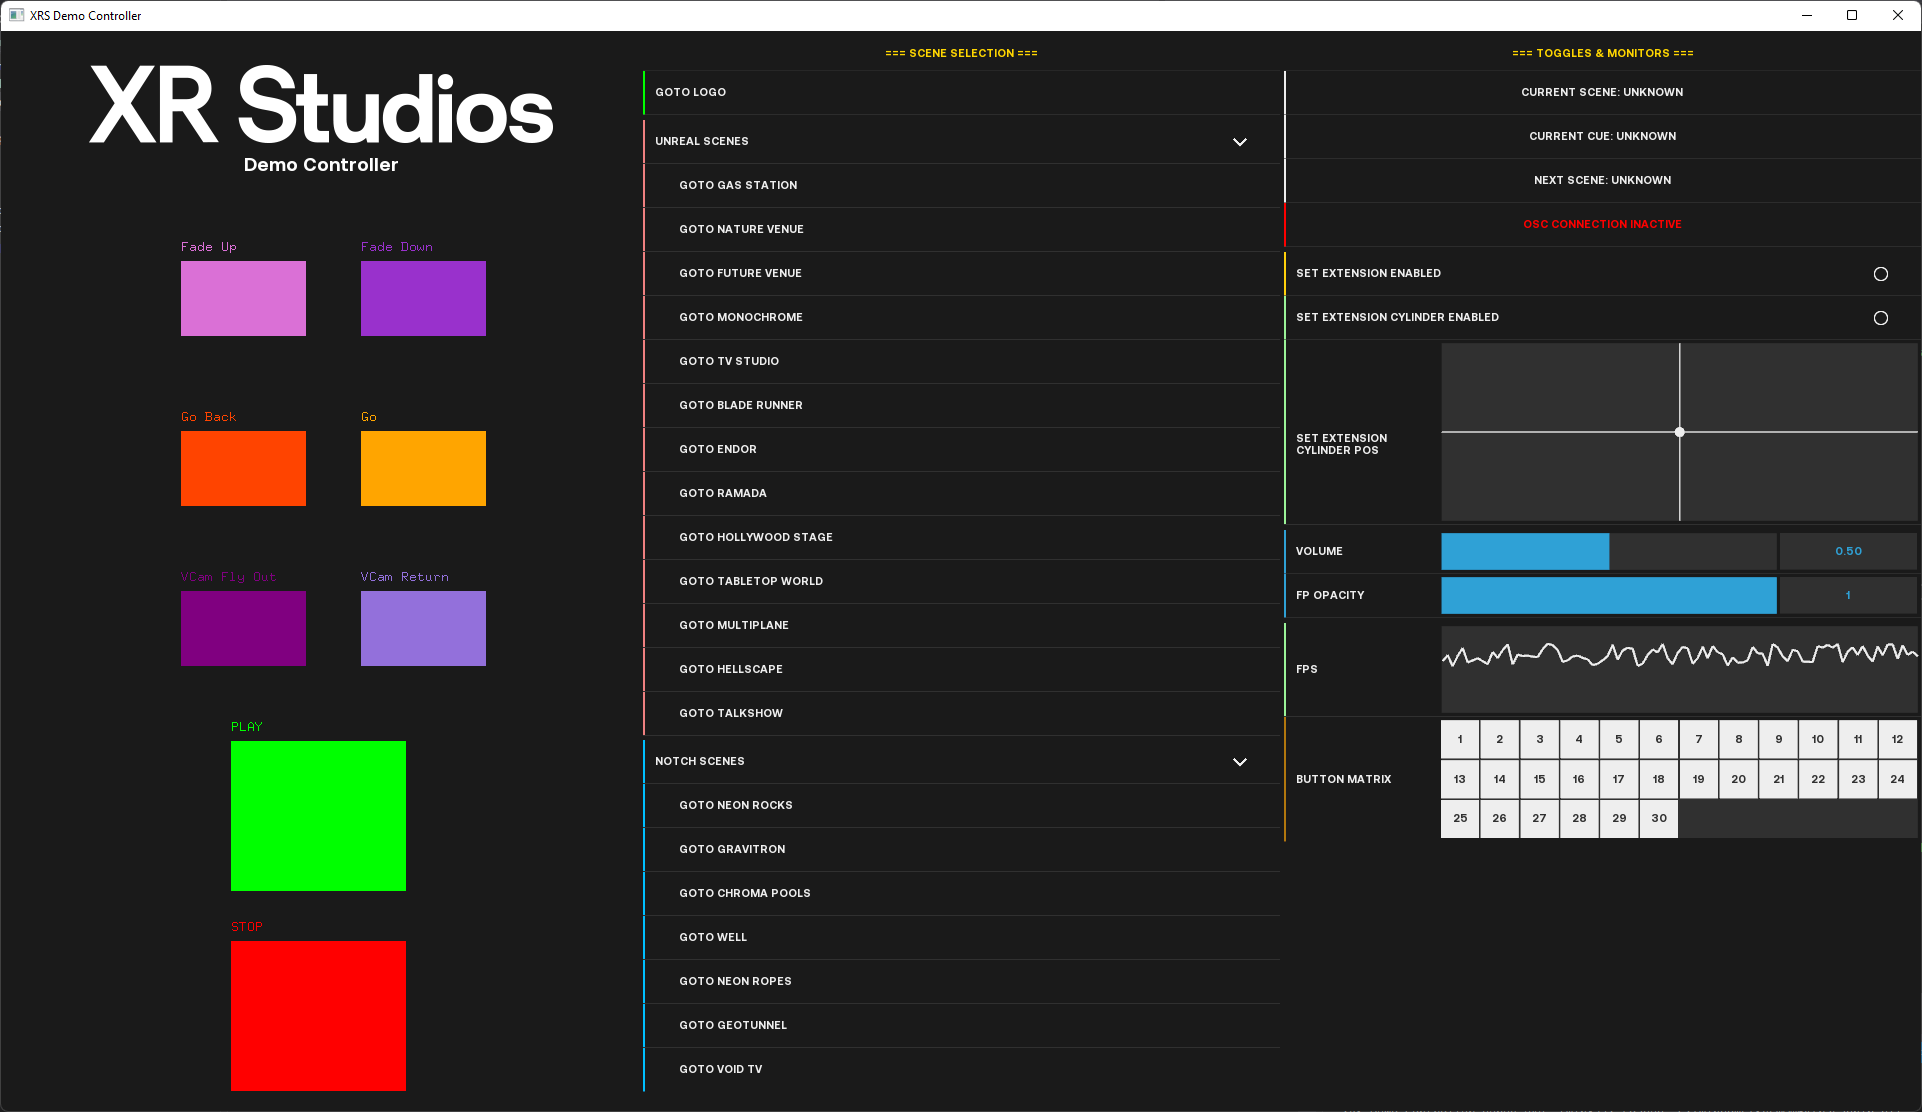 XRS Demo Controller
XR Studios
Demo Controller
Fade Up
Fade Down
Go Back
Go
VCam Fly Out
VCam Return
PLAY
STOP
=== SCENE SELECTION ===
GOTO LOGO
UNREAL SCENES
GOTO GAS STATION
GOTO NATURE VENUE
GOTO FUTURE VENUE
GOTO MONOCHROME
GOTO TV STUDIO
GOTO BLADE RUNNER
GOTO ENDOR
GOTO RAMADA
GOTO HOLLYWOOD STAGE
GOTO TABLETOP WORLD
GOTO MULTIPLANE
GOTO HELLSCAPE
GOTO TALKSHOW
NOTCH SCENES
GOTO NEON ROCKS
GOTO GRAVITRON
GOTO CHROMA POOLS
GOTO WELL
GOTO NEON ROPES
GOTO GEOTUNNEL
GOTO VOID TV
=== TOGGLES & MONITORS ===
CURRENT SCENE: UNKNOWN
CURRENT CUE: UNKNOWN
NEXT SCENE: UNKNOWN
OSC CONNECTION INACTIVE
SET EXTENSION ENABLED
SET EXTENSION CYLINDER ENABLED
SET EXTENSION
CYLINDER POS
VOLUME 0.50
FP OPACITY 1
FPS
BUTTON MATRIX
1 2 3 4 5 6 7 8 9 10 11 12
13 14 15 16 17 18 19 20 21 22 23 24
25 26 27 28 29 30